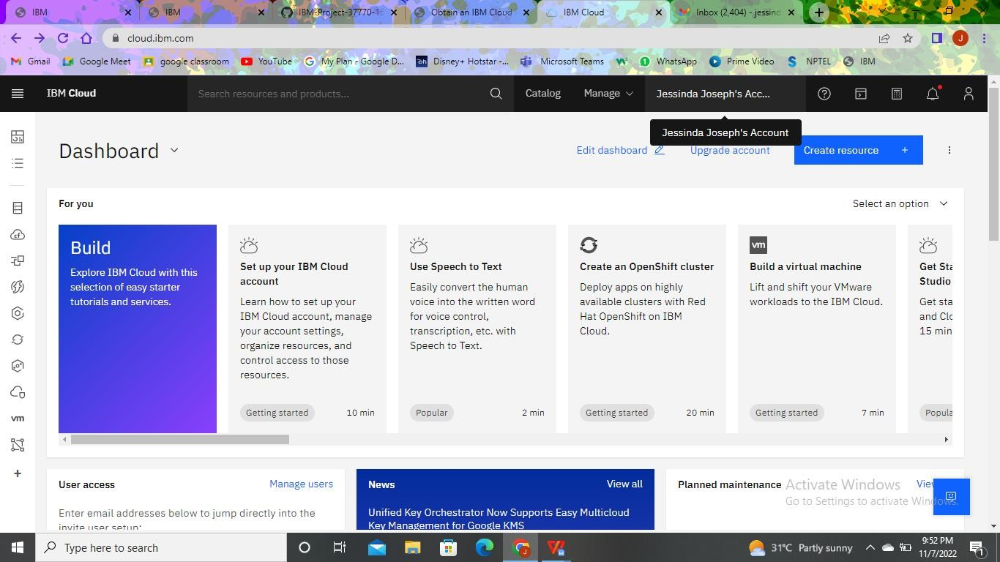 IBM
IBM
IBM-Project-37770-16
Obtain an IBM Cloud
IBM Cloud
Inbox (2,404) - jessind
cloud.ibm.com
J
Gmail
Google Meet
google classroom
YouTube
My Plan - Google D...
Disney+ Hotstar -...
Microsoft Teams
WhatsApp
Prime Video
NPTEL
IBM
IBM Cloud
Search resources and products...
Catalog
Manage
Jessinda Joseph's Acc...
Jessinda Joseph's Account
Dashboard
Edit dashboard
Upgrade account
Create resource +
For you
Select an option
Build
Explore IBM Cloud with this
selection of easy starter
tutorials and services.
Set up your IBM Cloud
account
Learn how to set up your
IBM Cloud account, manage
your account settings,
organize resources, and
control access to those
resources.
Getting started
10 min
Use Speech to Text
Easily convert the human
voice into the written word
for voice control,
transcription, etc. with
Speech to Text.
Popular
2 min
Create an OpenShift cluster
Deploy apps on highly
available clusters with Red
Hat OpenShift on IBM
Cloud.
Getting started
20 min
vm
Build a virtual machine
Lift and shift your VMware
workloads to the IBM Cloud.
Getting started
7 min
Get Sta
Studio
Get sta
and Clo
15 min
Popula
vm
User access
Manage users
Enter email addresses below to jump directly into the
invite user setup:
News
View all
Unified Key Orchestrator Now Supports Easy Multicloud
Key Management for Google KMS
Planned maintenance
Activate Windows
Go to Settings to activate Windows.
Type here to search
31°C Partly sunny
9:52 PM
11/7/2022
1